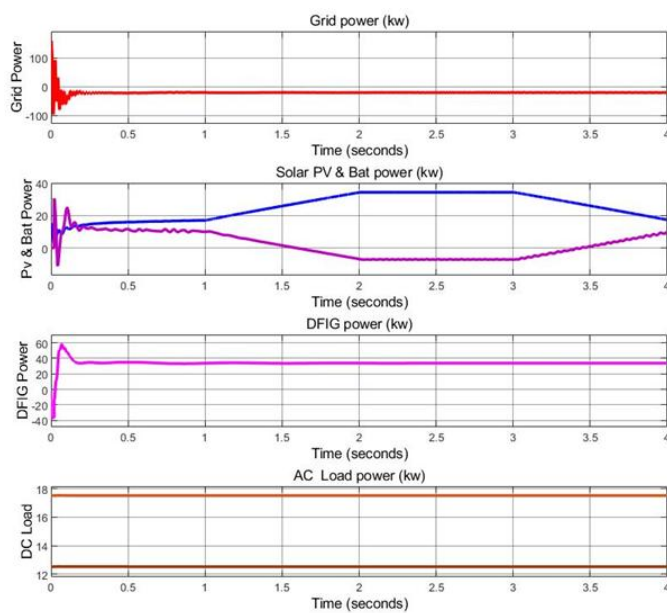 Grid power (kw)
Grid Power
100
0
-100
0 0.5 1 1.5 2 2.5 3 3.5 4
Time (seconds)
Solar PV & Bat power (kw)
Pv & Bat Power
40
20
0
0 0.5 1 1.5 2 2.5 3 3.5 4
Time (seconds)
DFIG power (kw)
DFIG Power
60
40
20
0
-20
-40
0 0.5 1 1.5 2 2.5 3 3.5 4
Time (seconds)
AC Load power (kw)
DC Load
18
16
14
12
0 0.5 1 1.5 2 2.5 3 3.5 4
Time (seconds)